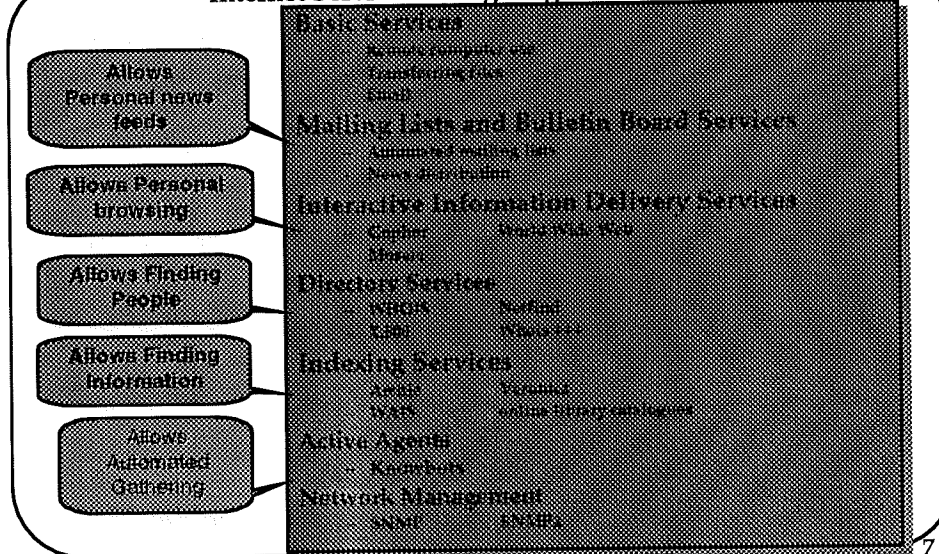 Basic Services
Remote computer use
Transferring files
Email
Mailing Lists and Bulletin Board Services
Automated mailing lists
News distribution
Interactive Information Delivery Services
Gopher World Wide Web
Directory Services
WHOIS Netfind
X.500 Whois++
Indexing Services
Archie Veronica
WAIS online library catalogues
Active Agents
Knowbots
Network Management
SNMP SNMPv2
Allows
Personal news
feeds
Allows Personal
browsing
Allows Finding
People
Allows Finding
Information
Allows
Automated
Gathering
7